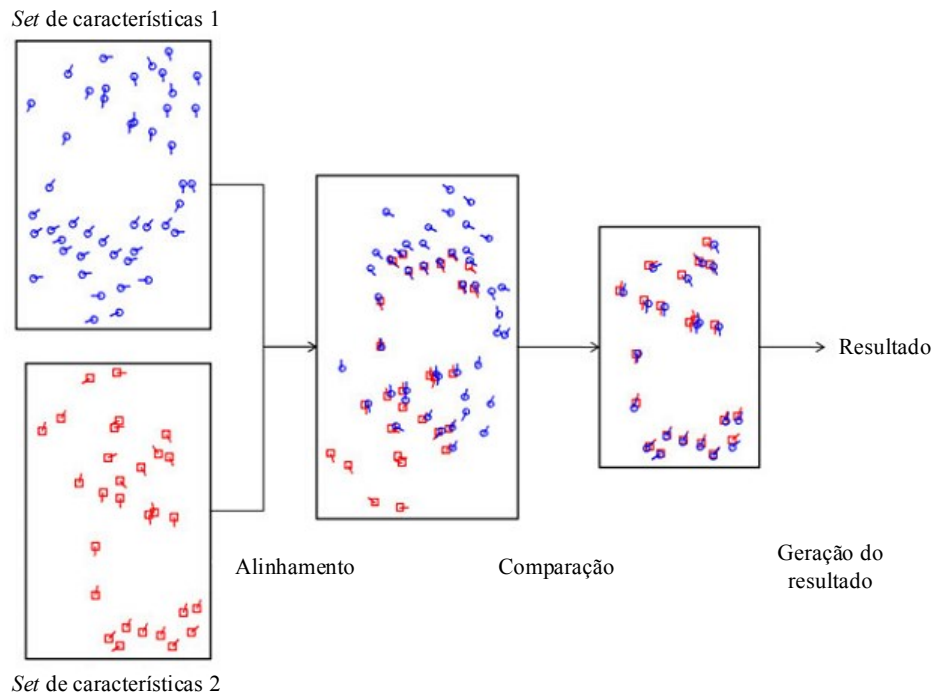 Set de características 1
Resultado
Alinhamento
Comparação
Geração do
resultado
Set de características 2